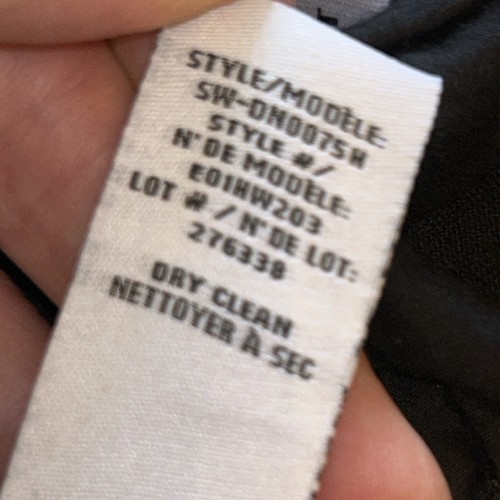 STYLE/MODÈLE:
SW-DN0075H
STYLE #/
N° DE MODÈLE:
E01HW203
LOT # / N° DE LOT:
276338
DRY CLEAN
NETTOYER À SEC